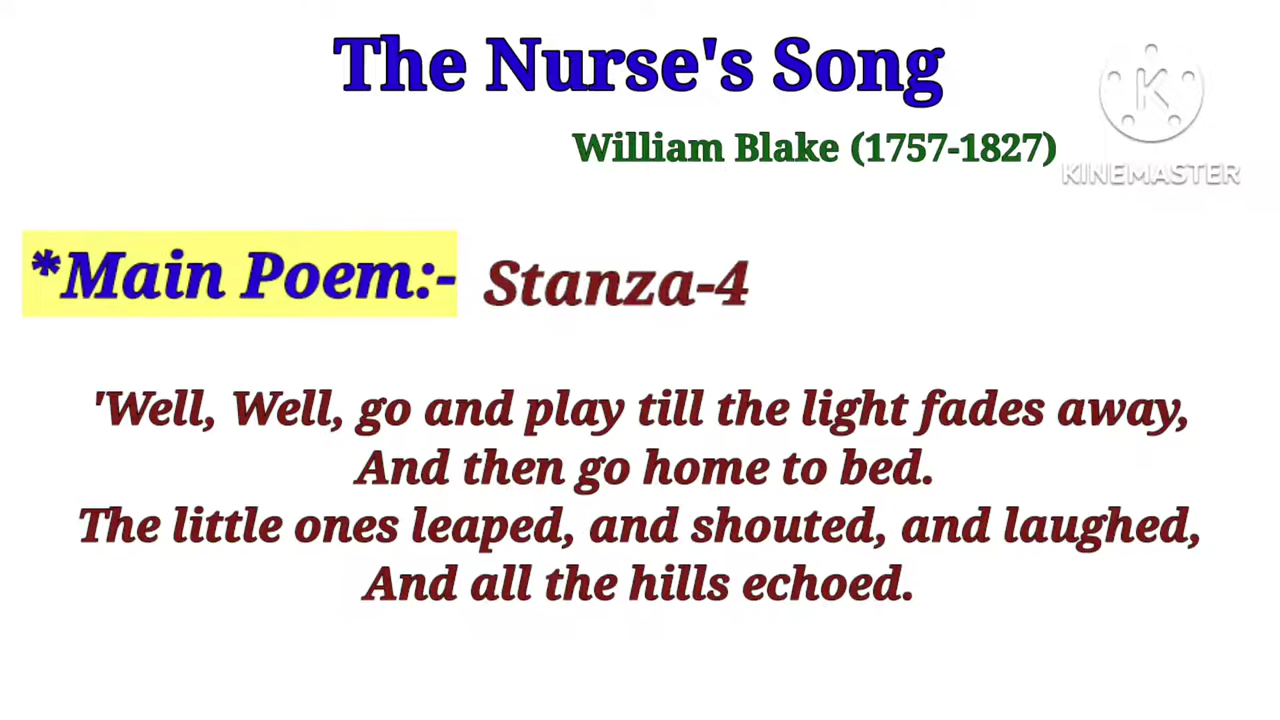 The Nurse's Song
William Blake (1757-1827)
K
KINEMASTER
*Main Poem:- Stanza-4
'Well, Well, go and play till the light fades away,
And then go home to bed.
The little ones leaped, and shouted, and laughed,
And all the hills echoed.